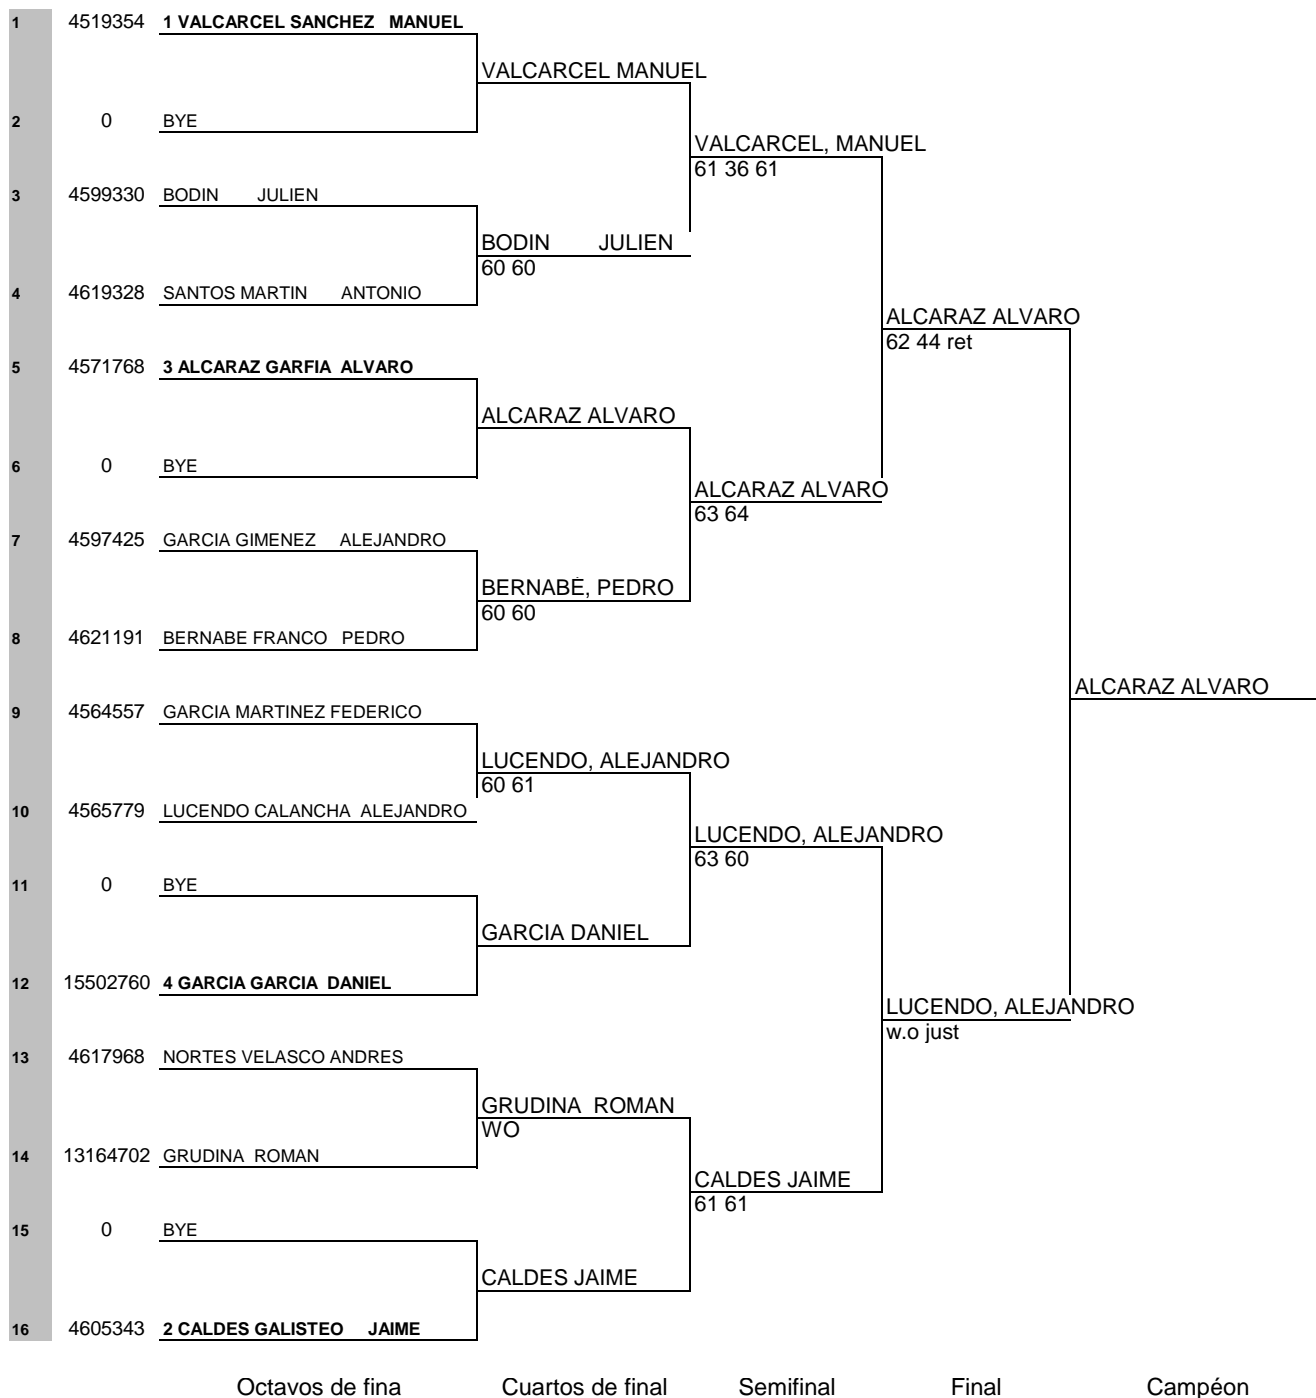 1 4519354 1 VALCARCEL SANCHEZ MANUEL
VALCARCEL MANUEL
2 0 BYE
VALCARCEL, MANUEL
61 36 61
3 4599330 BODIN JULIEN
BODIN JULIEN
60 60
4 4619328 SANTOS MARTIN ANTONIO
ALCARAZ ALVARO
62 44 ret
5 4571768 3 ALCARAZ GARFIA ALVARO
ALCARAZ ALVARO
6 0 BYE
ALCARAZ ALVARO
63 64
7 4597425 GARCIA GIMENEZ ALEJANDRO
BERNABÉ, PEDRO
60 60
8 4621191 BERNABE FRANCO PEDRO
ALCARAZ ALVARO
9 4564557 GARCIA MARTINEZ FEDERICO
LUCENDO, ALEJANDRO
60 61
10 4565779 LUCENDO CALANCHA ALEJANDRO
LUCENDO, ALEJANDRO
63 60
11 0 BYE
GARCIA DANIEL
12 15502760 4 GARCIA GARCIA DANIEL
LUCENDO, ALEJANDRO
w.o just
13 4617968 NORTES VELASCO ANDRES
GRUDINA ROMAN
WO
14 13164702 GRUDINA ROMAN
CALDES JAIME
61 61
15 0 BYE
CALDES JAIME
16 4605343 2 CALDES GALISTEO JAIME
Octavos de fina Cuartos de final Semifinal Final Campéon